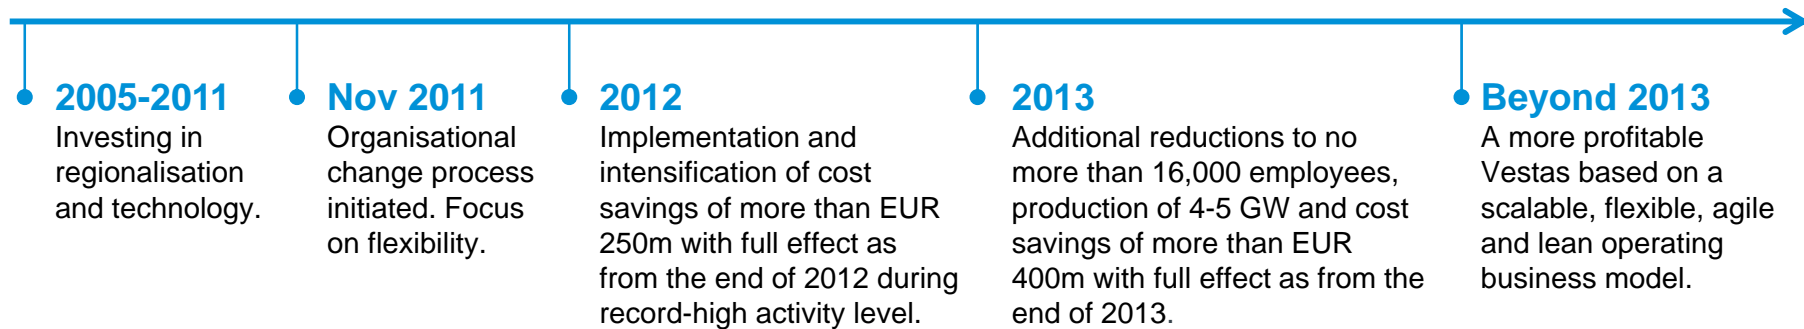 2005-2011
Investing in
regionalisation
and technology.
Nov 2011
Organisational
change process
initiated. Focus
on flexibility.
2012
Implementation and
intensification of cost
savings of more than EUR
250m with full effect as
from the end of 2012 during
record-high activity level.
2013
Additional reductions to no
more than 16,000 employees,
production of 4-5 GW and cost
savings of more than EUR
400m with full effect as from the
end of 2013.
Beyond 2013
A more profitable
Vestas based on a
scalable, flexible, agile
and lean operating
business model.